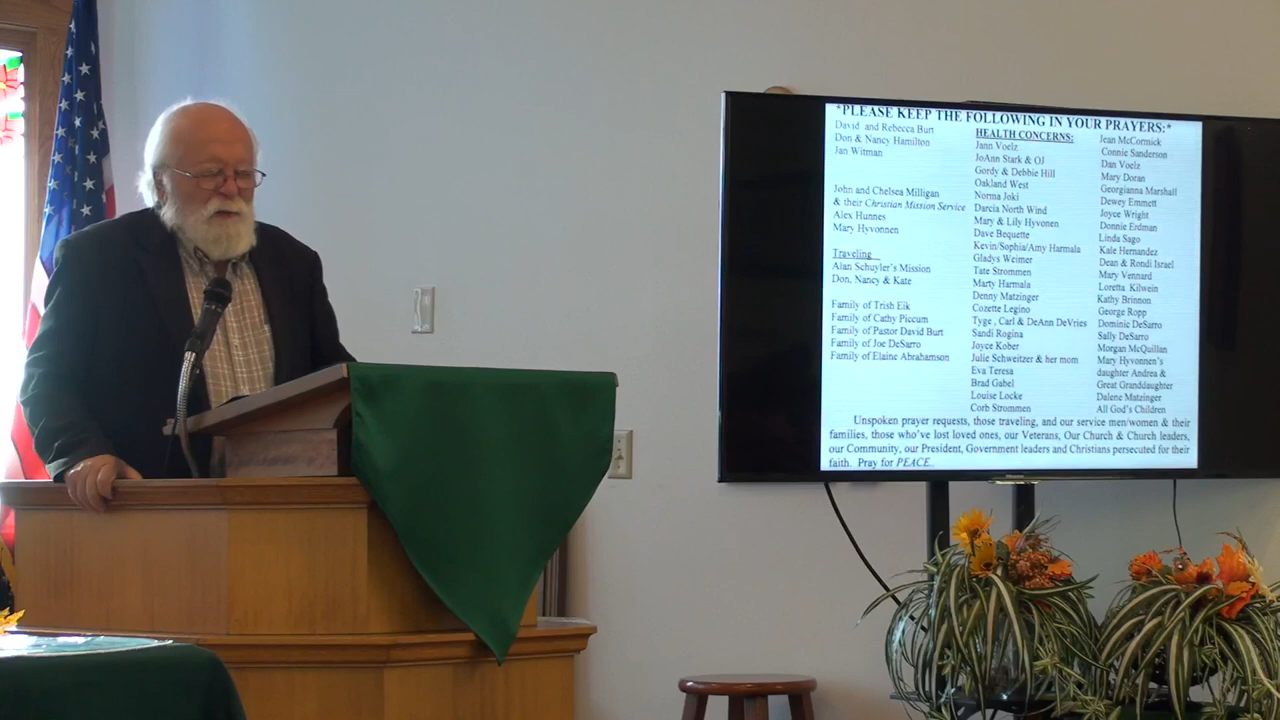 *PLEASE KEEP THE FOLLOWING IN YOUR PRAYERS:*
David and Rebecca Burt
Don & Nancy Hamilton
Jan Witman
John and Chelsea Milligan
& their Christian Mission Service
Alex Hunnes
Mary Hyvonnen
Traveling
Alan Schuyler's Mission
Don, Nancy & Kate
Family of Trish Eik
Family of Cathy Piccum
Family of Pastor David Burt
Family of Joe DeSarro
Family of Elaine Abrahamson
HEALTH CONCERNS:
Jann Voelz
JoAnn Stark & OJ
Gordy & Debbie Hill
Oakland West
Norma Joki
Darcia North Wind
Mary & Lily Hyvonen
Dave Bequette
Kevin/Sophia/Amy Harmala
Gladys Weimer
Tate Strommen
Marty Harmala
Denny Matzinger
Cozette Legino
Tyge , Carl & DeAnn DeVries
Sandi Rogina
Joyce Kober
Julie Schweitzer & her mom
Eva Teresa
Brad Gabel
Louise Locke
Corb Strommen
Jean McCormick
Connie Sanderson
Dan Voelz
Mary Doran
Georgianna Marshall
Dewey Emmett
Joyce Wright
Donnie Erdman
Linda Sago
Kale Hernandez
Dean & Rondi Israel
Mary Vennard
Loretta Kilwein
Kathy Brinnon
George Ropp
Dominic DeSarro
Sally DeSarro
Morgan McQuillan
Mary Hyvonnen's
daughter Andrea &
Great Granddaughter
Dalene Matzinger
All God's Children
Unspoken prayer requests, those traveling, and our service men/women & their
families, those who've lost loved ones, our Veterans, Our Church & Church leaders,
our Community, our President, Government leaders and Christians persecuted for their
faith. Pray for PEACE..